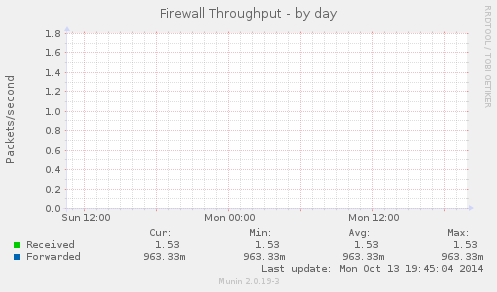 Firewall Throughput - by day
RRDTOOL / TOBI OETIKER
Packets/second
1.8
1.6
1.4
1.2
1.0
0.8
0.6
0.4
0.2
0.0
Sun 12:00 Mon 00:00 Mon 12:00
Cur: Min: Avg: Max:
Received 1.53 1.53 1.53 1.53
Forwarded 963.33m 963.33m 963.33m 963.33m
Last update: Mon Oct 13 19:45:04 2014
Munin 2.0.19-3